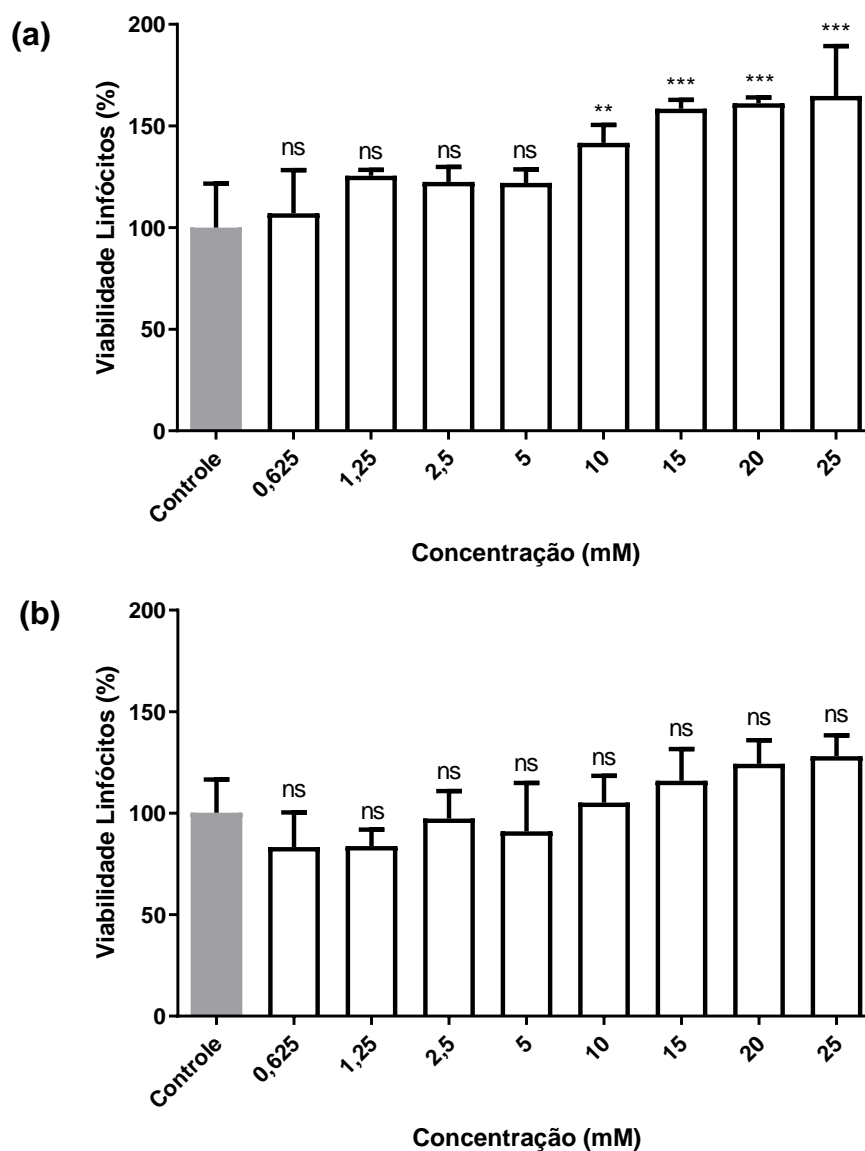 (a)
Viabilidade Linfócitos (%)
200
150
100
50
0
ns
ns
ns
ns
**
***
***
***
Controle
0,625
1,25
2,5
5
10
15
20
25
Concentração (mM)
(b)
Viabilidade Linfócitos (%)
200
150
100
50
0
ns
ns
ns
ns
ns
ns
ns
ns
Controle
0,625
1,25
2,5
5
10
15
20
25
Concentração (mM)